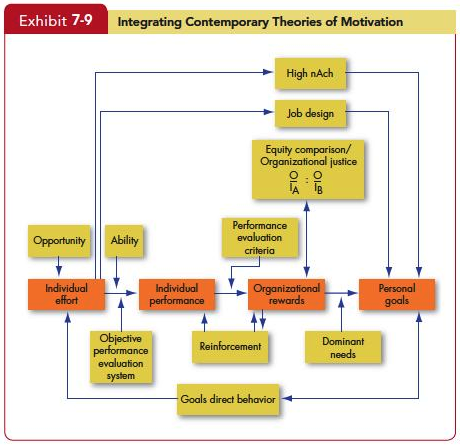 Exhibit 7-9 Integrating Contemporary Theories of Motivation
High nAch
Job design
Equity comparison/
Organizational justice
O : O
IA IB
Performance
evaluation
criteria
Opportunity
Ability
Individual
effort
Individual
performance
Organizational
rewards
Personal
goals
Objective
performance
evaluation
system
Reinforcement
Dominant
needs
Goals direct behavior